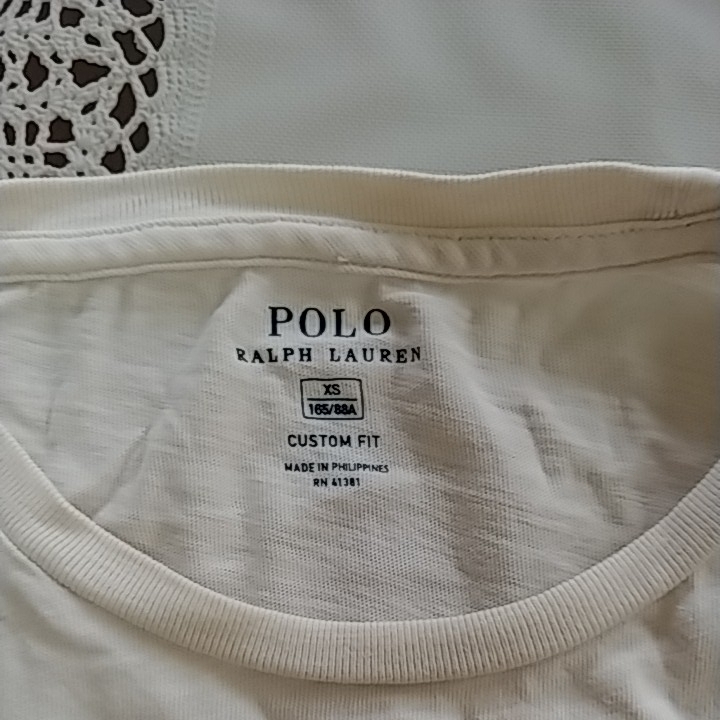 POLO
RALPH LAUREN
XS
165/88A
CUSTOM FIT
MADE IN PHILIPPINES
RN 41381